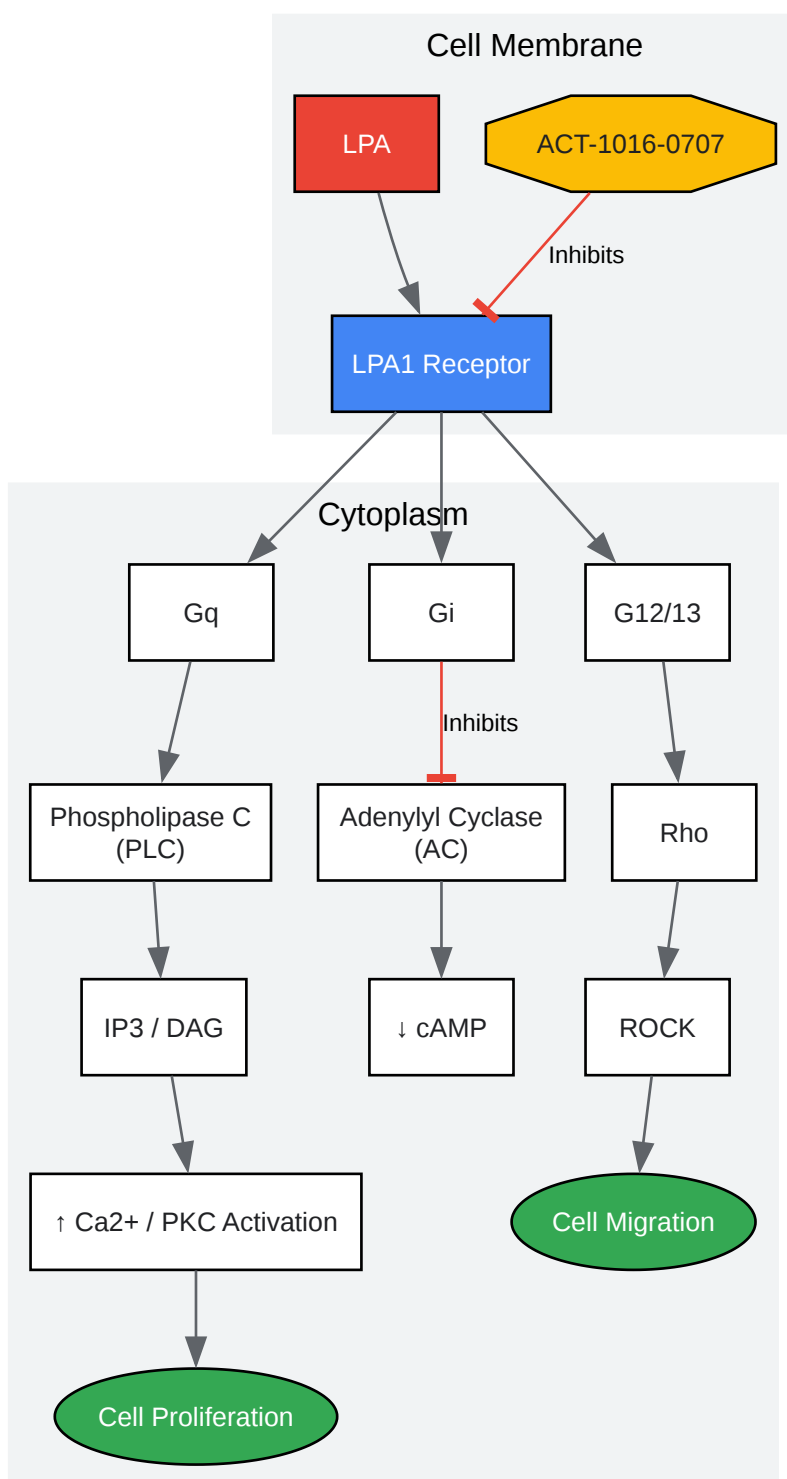 Cell Membrane
LPA
ACT-1016-0707
Inhibits
LPA1 Receptor
Cytoplasm
Gq
Gi
G12/13
Inhibits
Phospholipase C
(PLC)
Adenylyl Cyclase
(AC)
Rho
IP3 / DAG
↓ cAMP
ROCK
↑ Ca2+ / PKC Activation
Cell Migration
Cell Proliferation